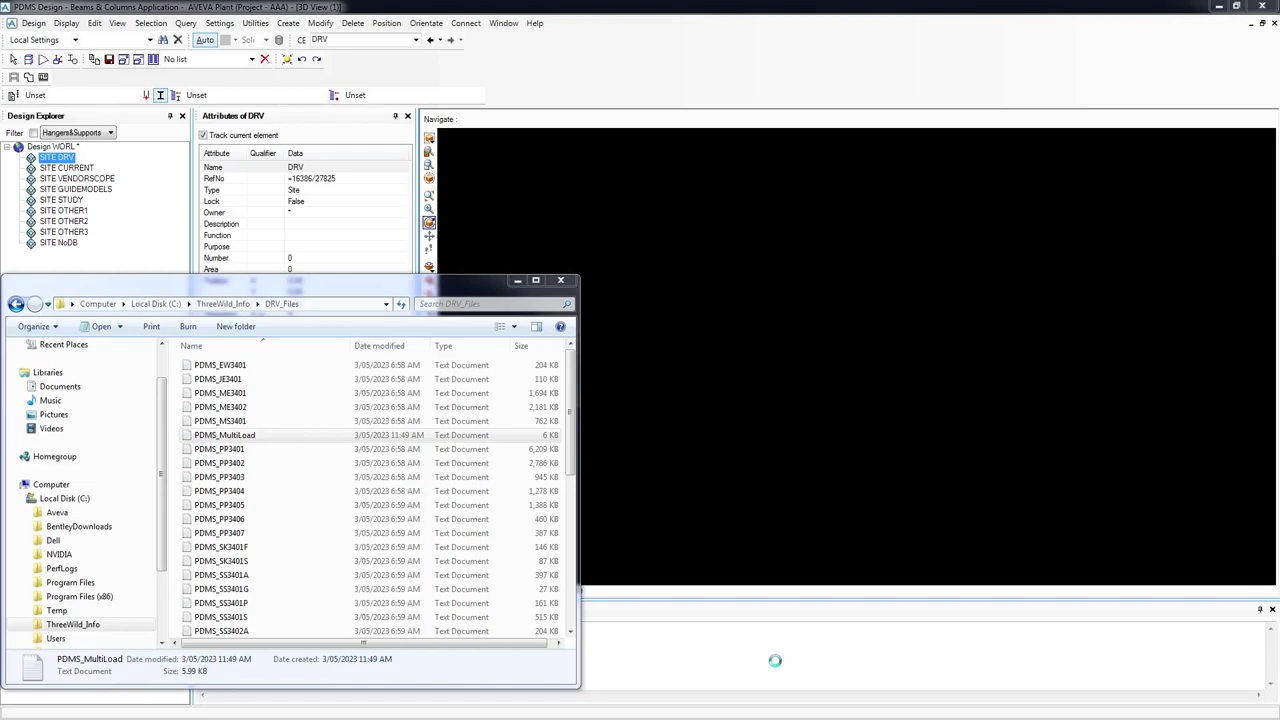 PDMS Design - Beams & Columns Application - AVEVA Plant (Project - AAA) - [3D View (1)]
Design Display Edit View Selection Query Settings Utilities Create Modify Delete Position Orientate Connect Window Help
Local Settings Auto Soli CE DRV
No list
Unset Unset Unset
Design Explorer
Filter Hangers&Supports
Design WORL *
SITE DRV
SITE CURRENT
SITE VENDORSCOPE
SITE GUIDEMODELS
SITE STUDY
SITE OTHER1
SITE OTHER2
SITE OTHER3
SITE NoDB
Attributes of DRV
Track current element
Attribute Qualifier Data
Name DRV
RefNo =16386/27825
Type Site
Lock False
Owner *
Description
Function
Purpose
Number 0
Area 0
Navigate :
Computer Local Disk (C:) ThreeWild_Info DRV_Files Search DRV_Files
Organize Open Print Burn New folder
Recent Places
Libraries
Documents
Music
Pictures
Videos
Homegroup
Computer
Local Disk (C:)
Aveva
BentleyDownloads
Dell
NVIDIA
PerfLogs
Program Files
Program Files (x86)
Temp
ThreeWild_Info
Users
Name Date modified Type Size
PDMS_EW3401 3/05/2023 6:58 AM Text Document 204 KB
PDMS_JE3401 3/05/2023 6:58 AM Text Document 110 KB
PDMS_ME3401 3/05/2023 6:58 AM Text Document 1,694 KB
PDMS_ME3402 3/05/2023 6:58 AM Text Document 2,181 KB
PDMS_MS3401 3/05/2023 6:58 AM Text Document 762 KB
PDMS_MultiLoad 3/05/2023 11:49 AM Text Document 6 KB
PDMS_PP3401 3/05/2023 6:58 AM Text Document 6,209 KB
PDMS_PP3402 3/05/2023 6:58 AM Text Document 2,786 KB
PDMS_PP3403 3/05/2023 6:58 AM Text Document 945 KB
PDMS_PP3404 3/05/2023 6:58 AM Text Document 1,278 KB
PDMS_PP3405 3/05/2023 6:59 AM Text Document 1,388 KB
PDMS_PP3406 3/05/2023 6:59 AM Text Document 460 KB
PDMS_PP3407 3/05/2023 6:59 AM Text Document 387 KB
PDMS_SK3401F 3/05/2023 6:59 AM Text Document 146 KB
PDMS_SK3401S 3/05/2023 6:59 AM Text Document 87 KB
PDMS_SS3401A 3/05/2023 6:59 AM Text Document 397 KB
PDMS_SS3401G 3/05/2023 6:59 AM Text Document 27 KB
PDMS_SS3401P 3/05/2023 6:59 AM Text Document 161 KB
PDMS_SS3401S 3/05/2023 6:59 AM Text Document 515 KB
PDMS_SS3402A 3/05/2023 6:59 AM Text Document 204 KB
PDMS_MultiLoad Date modified: 3/05/2023 11:49 AM Date created: 3/05/2023 11:49 AM
Text Document Size: 5.99 KB